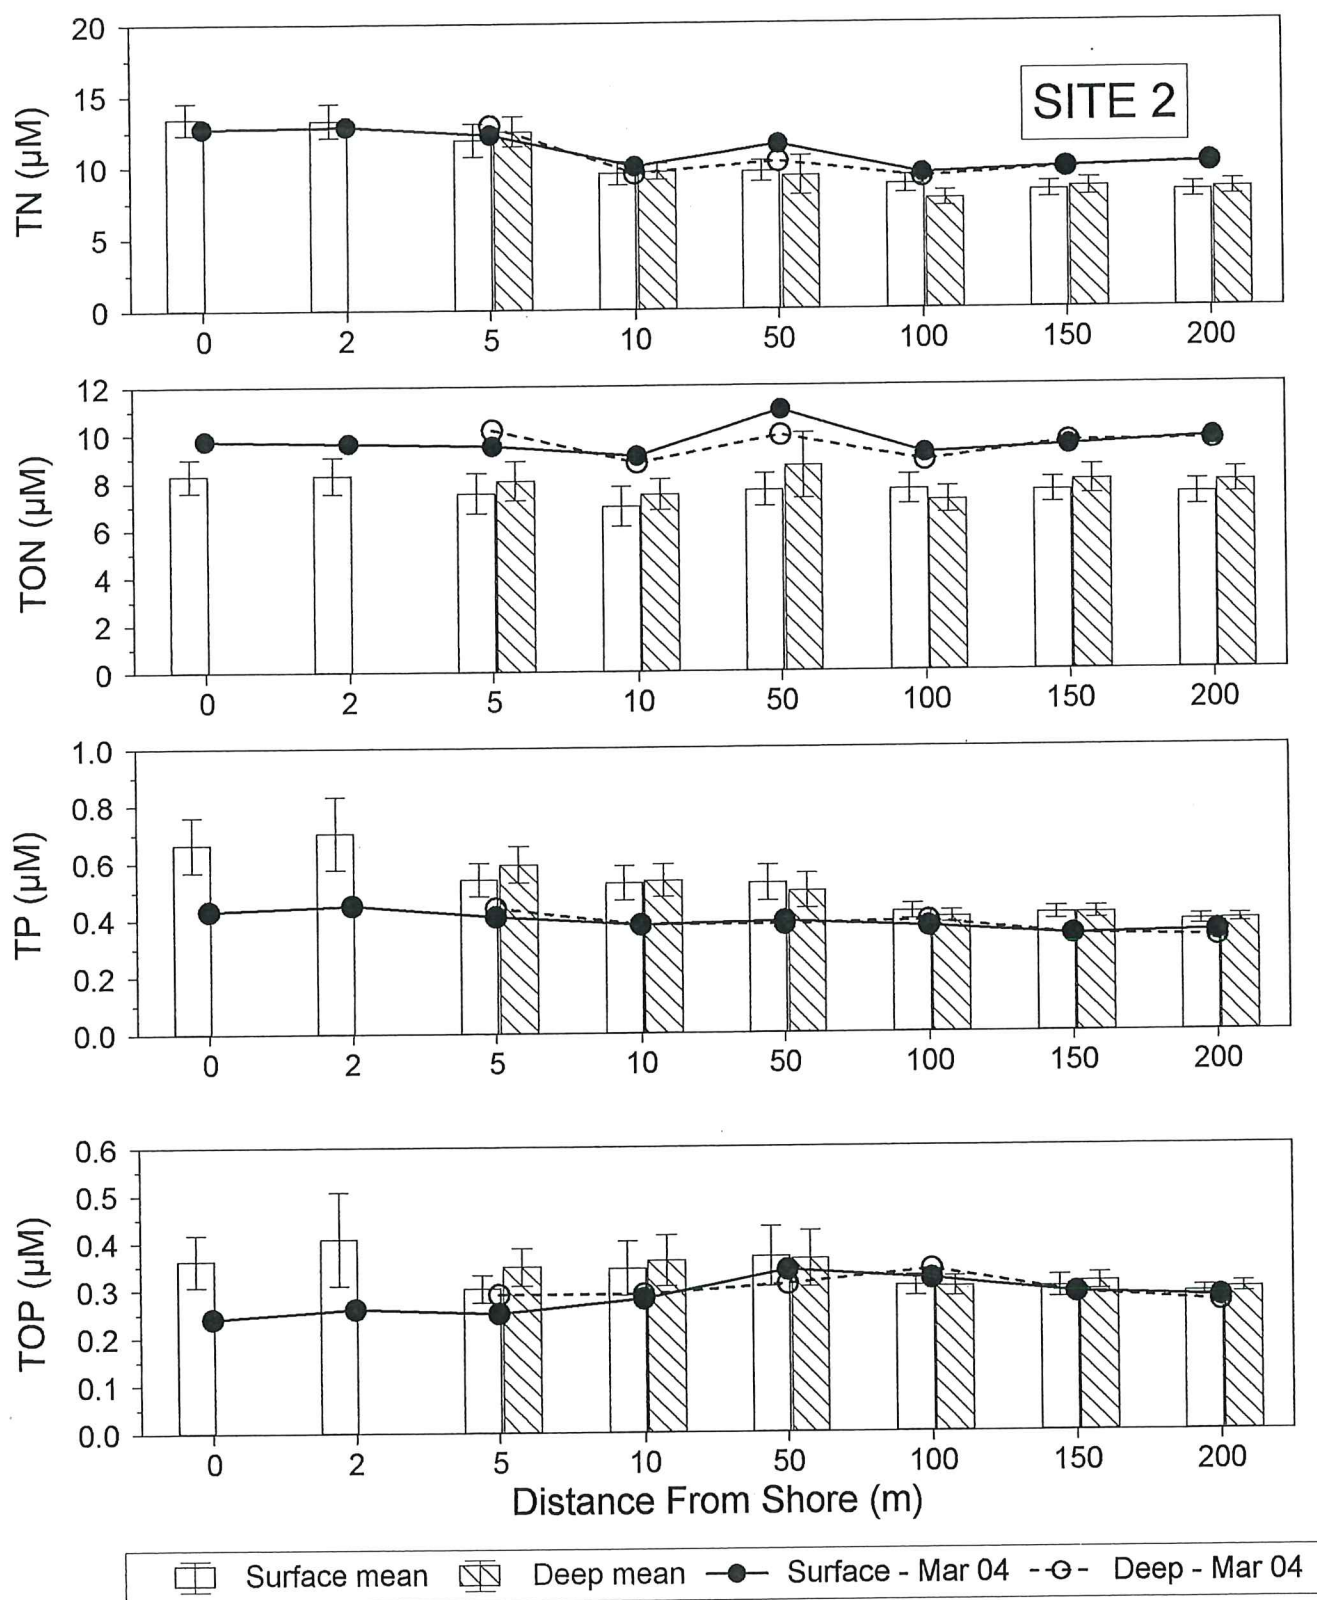 SITE 2
TN (µM)
20
15
10
5
0
0 2 5 10 50 100 150 200
TON (µM)
12
10
8
6
4
2
0
0 2 5 10 50 100 150 200
TP (µM)
1.0
0.8
0.6
0.4
0.2
0.0
0 2 5 10 50 100 150 200
TOP (µM)
0.6
0.5
0.4
0.3
0.2
0.1
0.0
0 2 5 10 50 100 150 200
Distance From Shore (m)
Surface mean Deep mean Surface - Mar 04 Deep - Mar 04